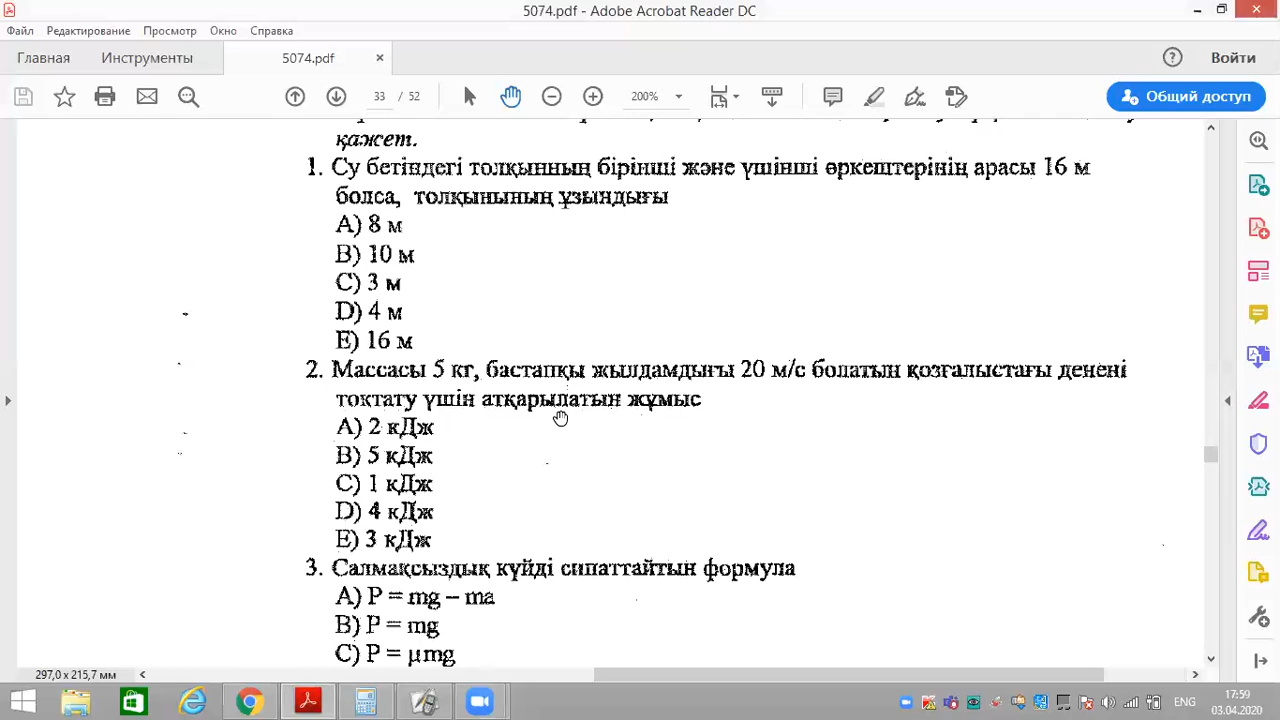 5074.pdf - Adobe Acrobat Reader DC
Файл Редактирование Просмотр Окно Справка
Главная Инструменты 5074.pdf × Войти
33 / 52 200% Общий доступ
қажет.
1. Су бетіндегі толқынның бірінші және үшінші өркештерінің арасы 16 м
болса, толқынының ұзындығы
A) 8 м
B) 10 м
C) 3 м
D) 4 м
E) 16 м
2. Массасы 5 кг, бастапқы жылдамдығы 20 м/с болатын қозғалыстағы денені
тоқтату үшін атқарылатын жұмыс
A) 2 кДж
B) 5 кДж
C) 1 кДж
D) 4 кДж
E) 3 кДж
3. Салмақсыздық күйді сипаттайтын формула
A) P = mg – ma
B) P = mg
C) P = μmg
297,0 x 215,7 мм
ENG 17:59
03.04.2020